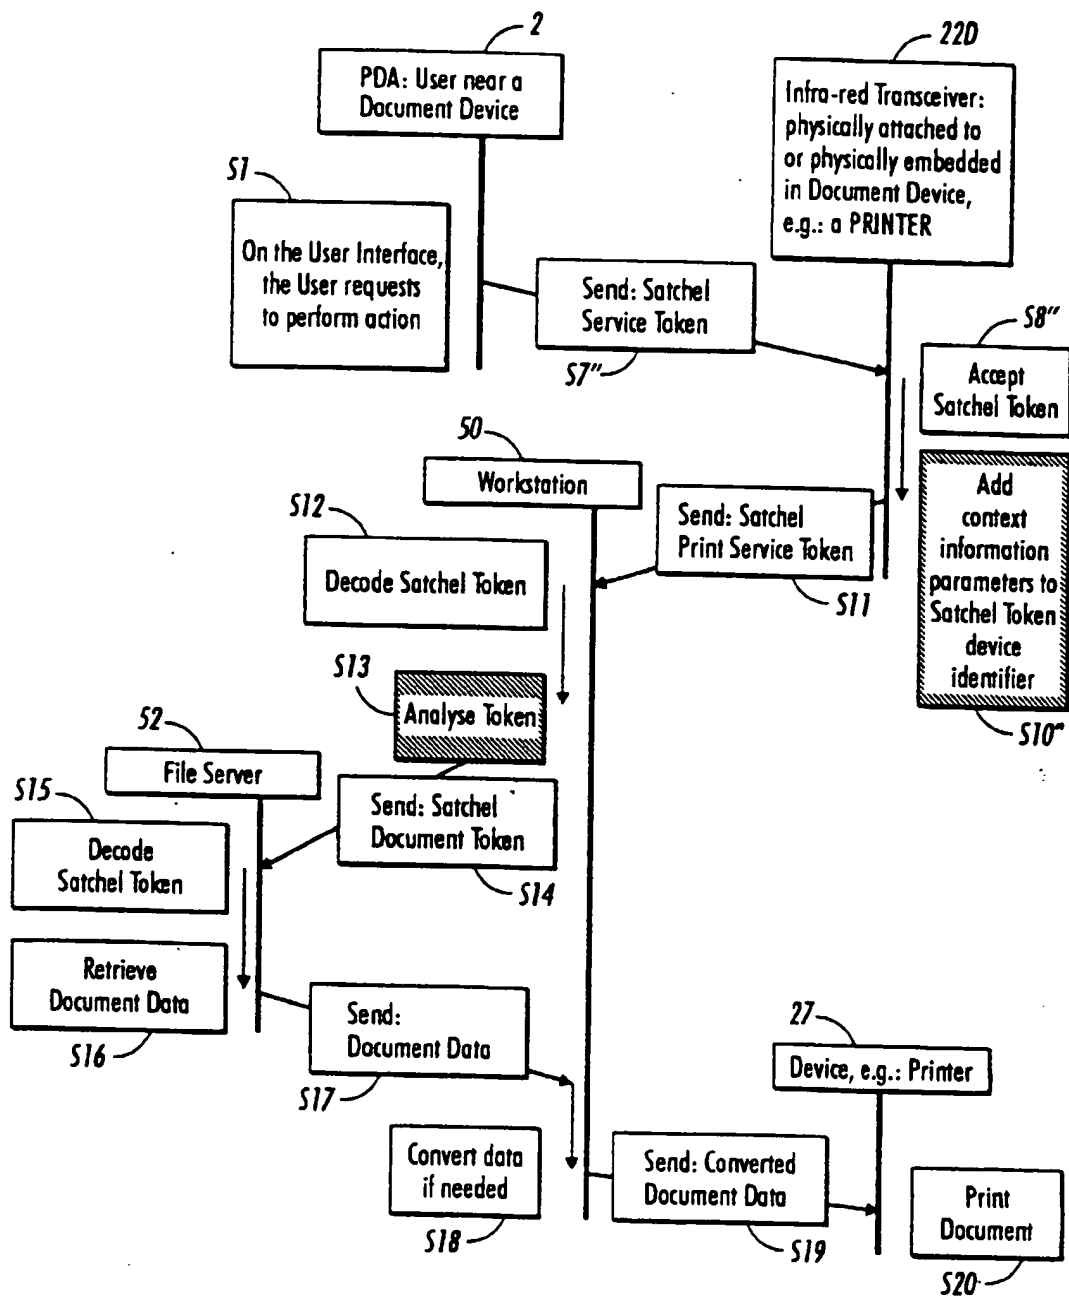 2
PDA: User near a
Document Device
22D
Infra-red Transceiver:
physically attached to
or physically embedded
in Document Device,
e.g.: a PRINTER
S1
On the User Interface,
the User requests
to perform action
Send: Satchel
Service Token
S7"
S8"
Accept
Satchel Token
50
Workstation
S12
Decode Satchel Token
Send: Satchel
Print Service Token
S11
Add
context
information
parameters to
Satchel Token
device
identifier
S10"
S13
Analyse Token
52
File Server
S15
Decode
Satchel Token
Send: Satchel
Document Token
S14
Retrieve
Document Data
S16
Send:
Document Data
S17
27
Device, e.g.: Printer
Convert data
if needed
S18
Send: Converted
Document Data
S19
Print
Document
S20